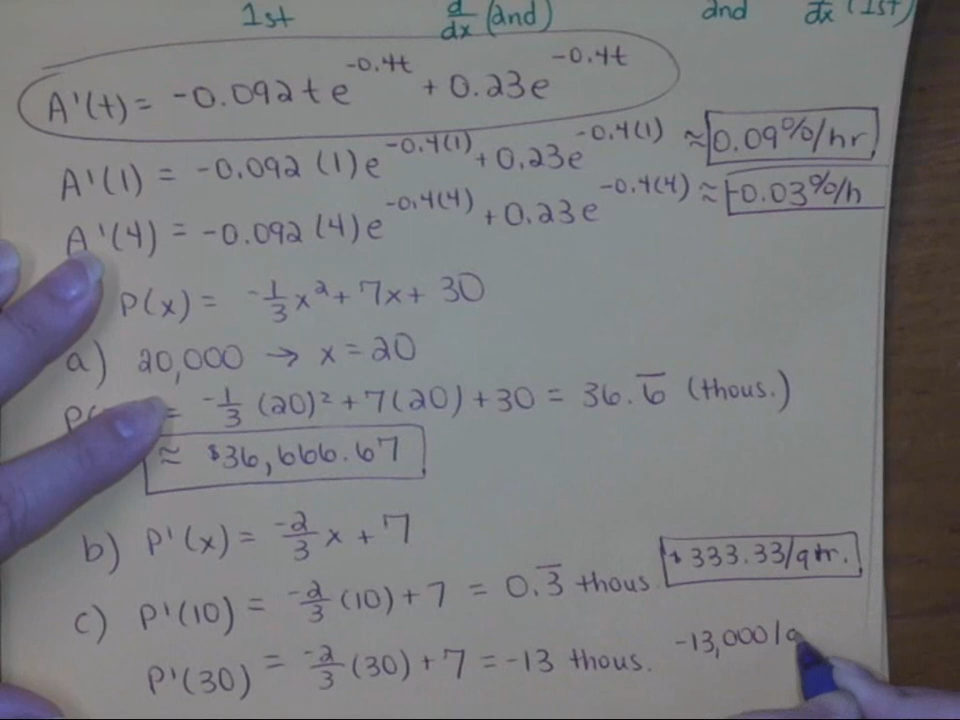 1st d/dx (2nd) 2nd d/dx (1st)
A'(t) = -0.092te^-0.4t + 0.23e^-0.4t
A'(1) = -0.092(1)e^-0.4(1) + 0.23e^-0.4(1) ≈ 0.09%/hr
A'(4) = -0.092(4)e^-0.4(4) + 0.23e^-0.4(4) ≈ -0.03%/h
P(x) = -1/3x² + 7x + 30
a) 20,000 → x = 20
P( = -1/3 (20)² + 7(20) + 30 = 36.6̅ (thous.)
≈ $36,666.67
b) P'(x) = -2/3 x + 7
c) P'(10) = -2/3 (10) + 7 = 0.3̅ thous. $333.33/qtr.
P'(30) = -2/3 (30) + 7 = -13 thous. -13,000/q